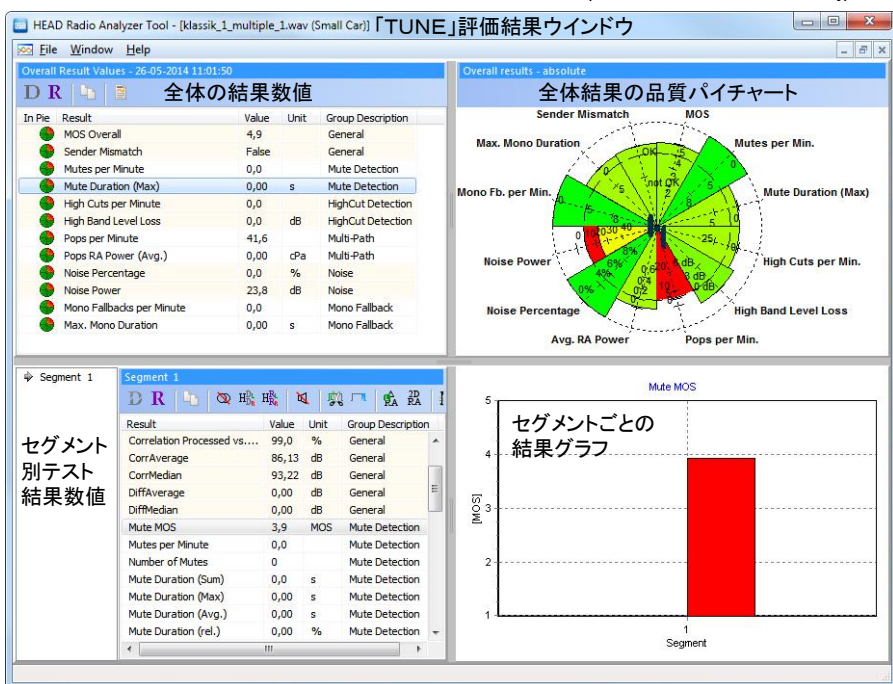 HEAD Radio Analyzer Tool - [klassik_1_multiple_1.wav (Small Car)]
「TUNE」評価結果ウインドウ
File Window Help
Overall Result Values - 26-05-2014 11:01:50
D R
全体の結果数値
In Pie Result Value Unit Group Description
MOS Overall 4,9 General
Sender Mismatch False General
Mutes per Minute 0,0 Mute Detection
Mute Duration (Max) 0,00 s Mute Detection
High Cuts per Minute 0,0 HighCut Detection
High Band Level Loss 0,0 dB HighCut Detection
Pops per Minute 41,6 Multi-Path
Pops RA Power (Avg.) 0,00 cPa Multi-Path
Noise Percentage 0,0 % Noise
Noise Power 23,8 dB Noise
Mono Fallbacks per Minute 0,0 Mono Fallback
Max. Mono Duration 0,00 s Mono Fallback
Overall results - absolute
全体結果の品質パイチャート
Sender Mismatch
MOS
Max. Mono Duration
Mutes per Min.
Mono Fb. per Min.
Mute Duration (Max)
Noise Power
High Cuts per Min.
Noise Percentage
High Band Level Loss
Avg. RA Power
Pops per Min.
OK
not OK
Segment 1
セグメント
別テスト
結果数値
Segment 1
D R
Result Value Unit Group Description
Correlation Processed vs.... 99,0 % General
CorrAverage 86,13 dB General
CorrMedian 93,22 dB General
DiffAverage 0,00 dB General
DiffMedian 0,00 dB General
Mute MOS 3,9 MOS Mute Detection
Mutes per Minute 0,0 Mute Detection
Number of Mutes 0 Mute Detection
Mute Duration (Sum) 0,0 s Mute Detection
Mute Duration (Max) 0,00 s Mute Detection
Mute Duration (Avg.) 0,00 s Mute Detection
Mute Duration (rel.) 0,00 % Mute Detection
Mute MOS
セグメントごとの
結果グラフ
[MOS]
5
4
3
2
1
1
Segment